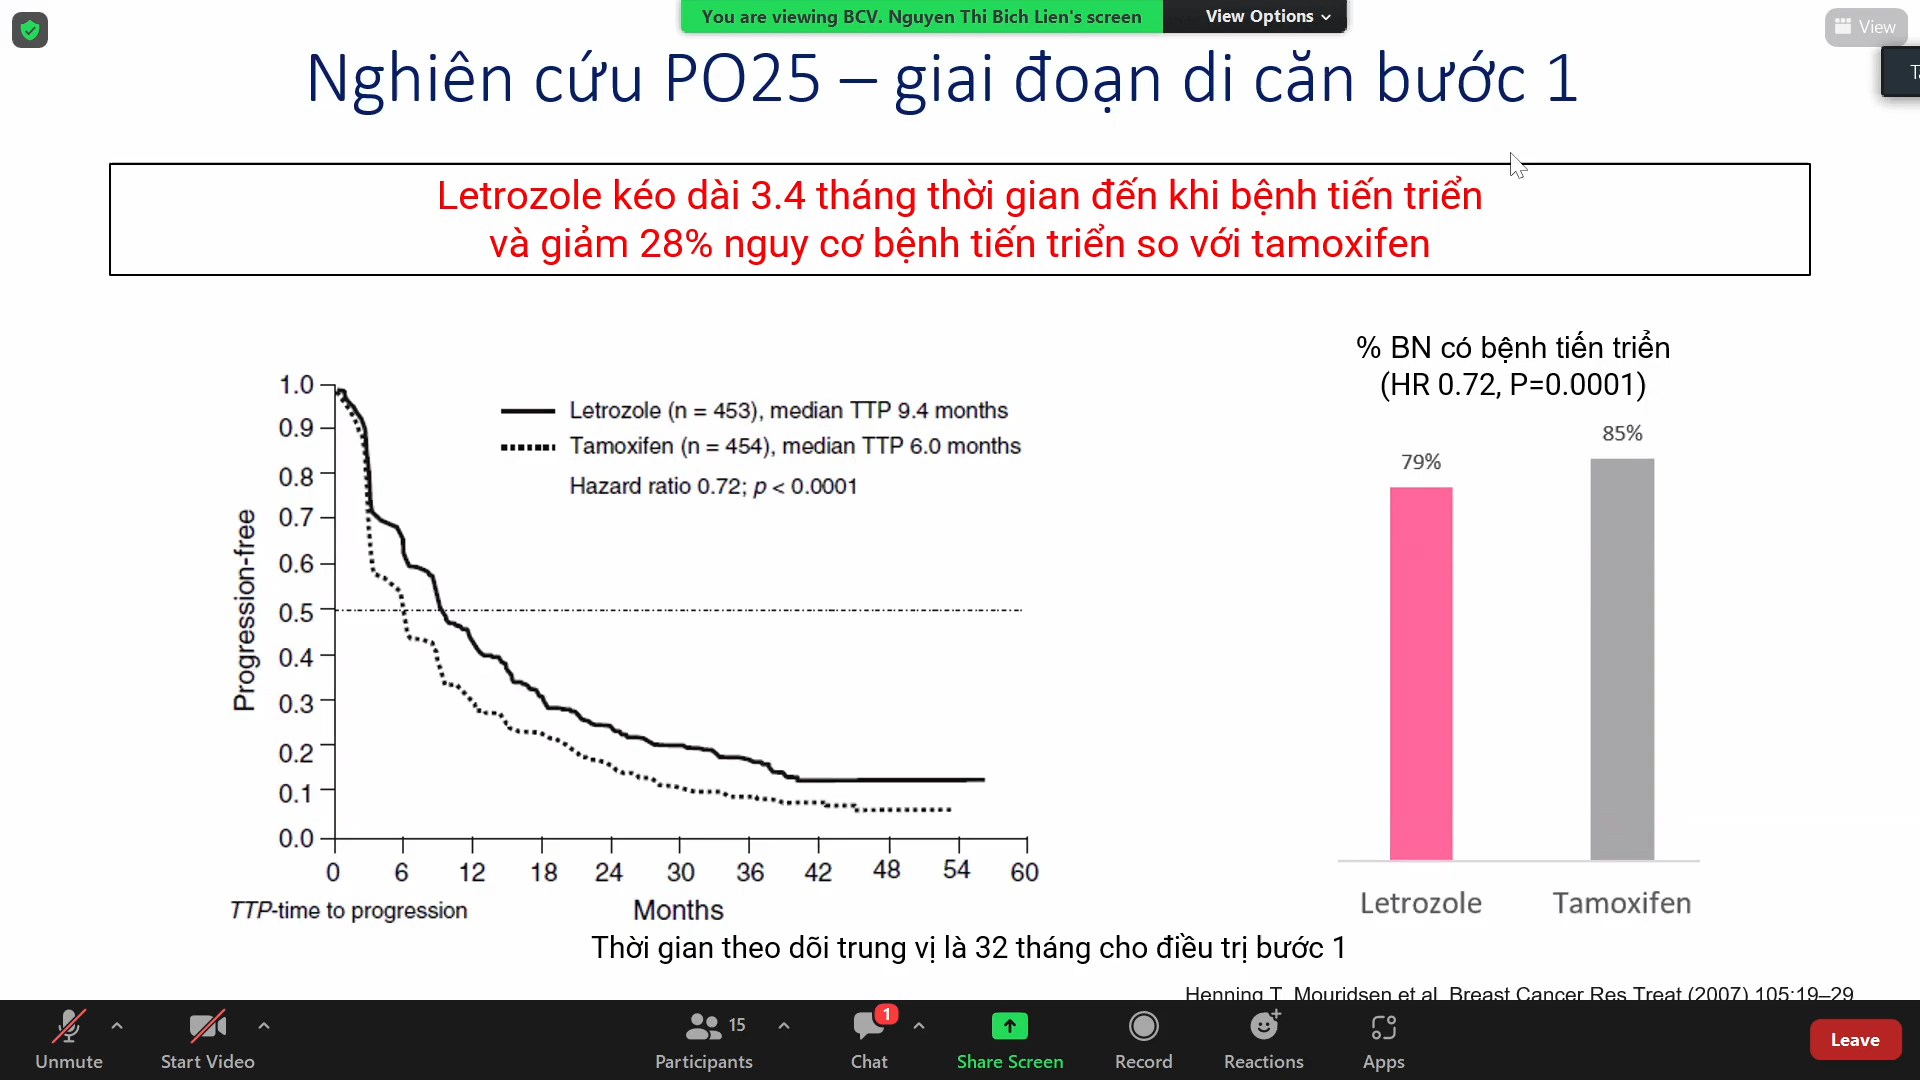 You are viewing BCV. Nguyen Thi Bich Lien's screen
View Options
View
Nghiên cứu PO25 – giai đoạn di căn bước 1
Letrozole kéo dài 3.4 tháng thời gian đến khi bệnh tiến triển
và giảm 28% nguy cơ bệnh tiến triển so với tamoxifen
% BN có bệnh tiến triển
(HR 0.72, P=0.0001)
Letrozole (n = 453), median TTP 9.4 months
Tamoxifen (n = 454), median TTP 6.0 months
Hazard ratio 0.72; p < 0.0001
Progression-free
1.0
0.9
0.8
0.7
0.6
0.5
0.4
0.3
0.2
0.1
0.0
0 6 12 18 24 30 36 42 48 54 60
TTP-time to progression
Months
79%
85%
Letrozole
Tamoxifen
Thời gian theo dõi trung vị là 32 tháng cho điều trị bước 1
Henning T. Mouridsen et al. Breast Cancer Res Treat (2007) 105:19–29
Unmute
Start Video
15
Participants
1
Chat
Share Screen
Record
Reactions
Apps
Leave